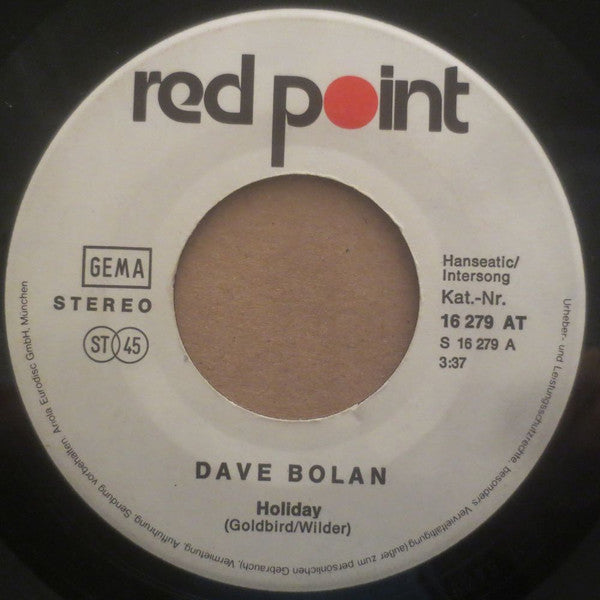 red point
GEMA
STEREO
ST 45
Hanseatic/
Intersong
Kat.-Nr.
16 279 AT
S 16 279 A
3:37
DAVE BOLAN
Holiday
(Goldbird/Wilder)
Urheber- und Leistungsschutzrechte, besonders Vervielfältigung (außer zum persönlichen Gebrauch), Vermietung, Aufführung, Sendung vorbehalten. Ariola Eurodisc GmbH, München